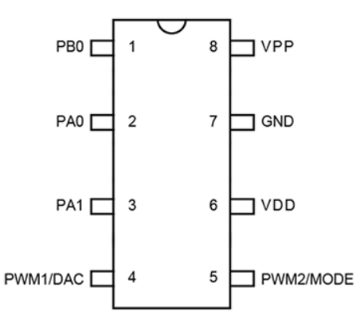 PB0 1 8 VPP
PA0 2 7 GND
PA1 3 6 VDD
PWM1/DAC 4 5 PWM2/MODE